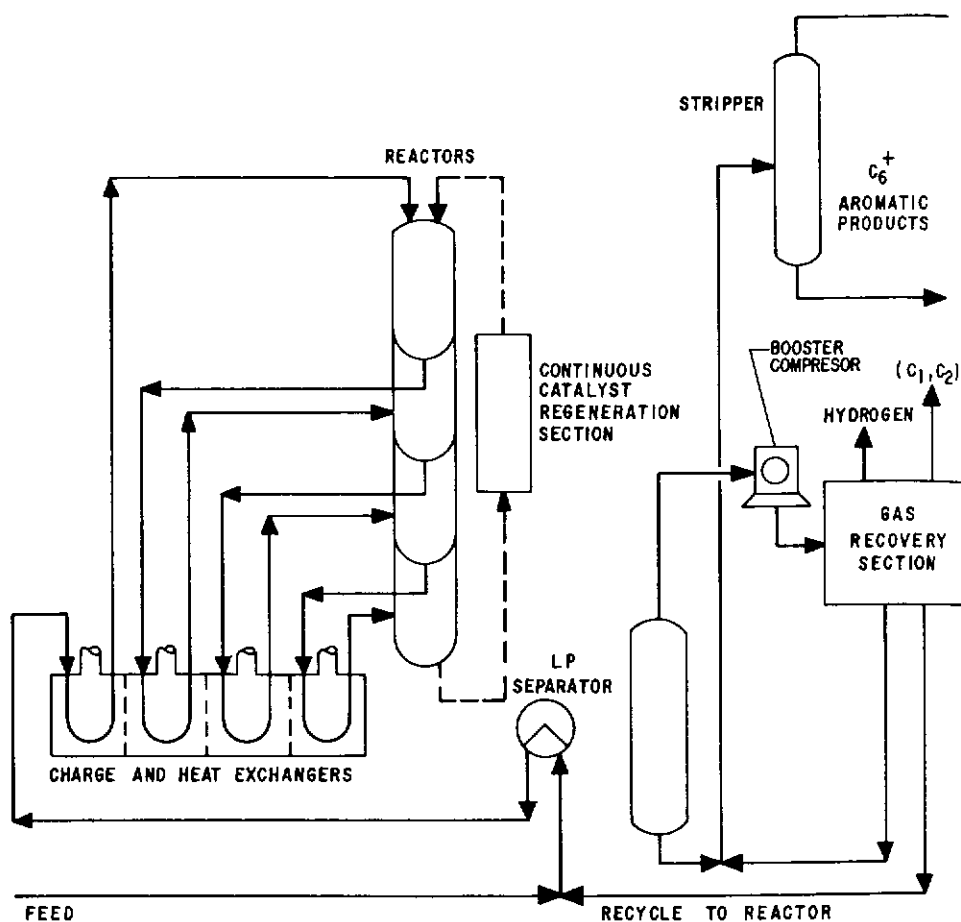 STRIPPER
C6+
AROMATIC
PRODUCTS
REACTORS
CONTINUOUS
CATALYST
REGENERATION
SECTION
BOOSTER
COMPRESOR
(C1, C2)
HYDROGEN
GAS
RECOVERY
SECTION
LP
SEPARATOR
CHARGE AND HEAT EXCHANGERS
FEED
RECYCLE TO REACTOR